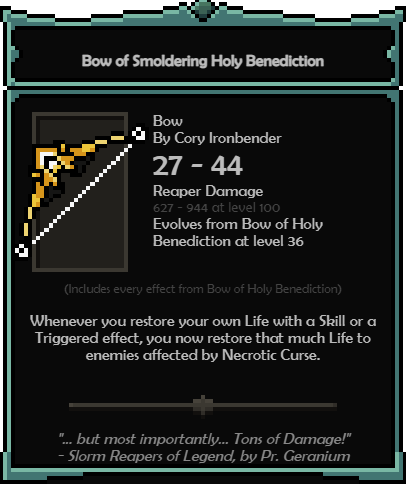 Bow of Smoldering Holy Benediction
Bow
By Cory Ironbender
27 - 44
Reaper Damage
627 - 944 at level 100
Evolves from Bow of Holy
Benediction at level 36
(Includes every effect from Bow of Holy Benediction)
Whenever you restore your own Life with a Skill or a
Triggered effect, you now restore that much Life to
enemies affected by Necrotic Curse.
"... but most importantly... Tons of Damage!"
- Slorm Reapers of Legend, by Pr. Geranium